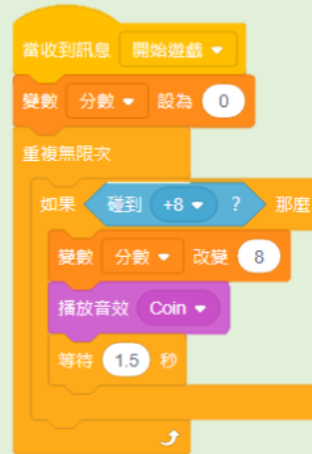 當收到訊息 開始遊戲
變數 分數 設為 0
重複無限次
如果 碰到 +8 ? 那麼
變數 分數 改變 8
播放音效 Coin
等待 1.5 秒